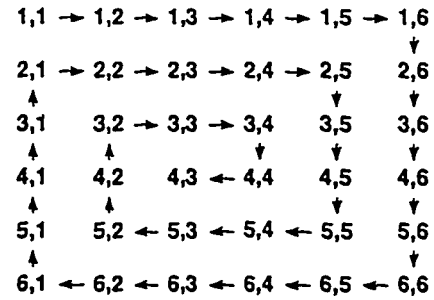 1,1 → 1,2 → 1,3 → 1,4 → 1,5 → 1,6
2,1 → 2,2 → 2,3 → 2,4 → 2,5 2,6
3,1 3,2 → 3,3 → 3,4 3,5 3,6
4,1 4,2 4,3 ← 4,4 4,5 4,6
5,1 5,2 ← 5,3 ← 5,4 ← 5,5 5,6
6,1 ← 6,2 ← 6,3 ← 6,4 ← 6,5 ← 6,6